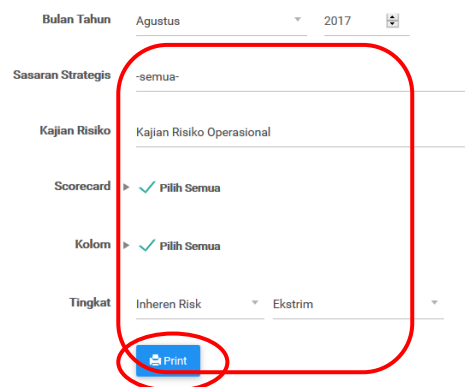 Bulan Tahun Agustus 2017
Sasaran Strategis -semua-
Kajian Risiko Kajian Risiko Operasional
Scorecard Pilih Semua
Kolom Pilih Semua
Tingkat Inheren Risk Ekstrim
Print